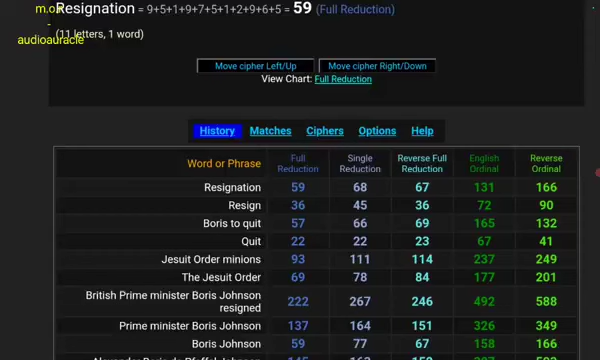 Resignation = 9+5+1+9+7+5+1+2+9+6+5 = 59 (Full Reduction)
-
audioauracle
(11 letters, 1 word)
Move cipher Left/Up Move cipher Right/Down
View Chart: Full Reduction
History Matches Ciphers Options Help
Word or Phrase Full Reduction Single Reduction Reverse Full Reduction English Ordinal Reverse Ordinal
Resignation 59 68 67 131 166
Resign 36 45 36 72 90
Boris to quit 57 66 69 165 132
Quit 22 22 23 67 41
Jesuit Order minions 93 111 114 237 249
The Jesuit Order 69 78 84 177 201
British Prime minister Boris Johnson resigned 222 267 246 492 588
Prime minister Boris Johnson 137 164 151 326 349
Boris Johnson 59 77 67 158 166